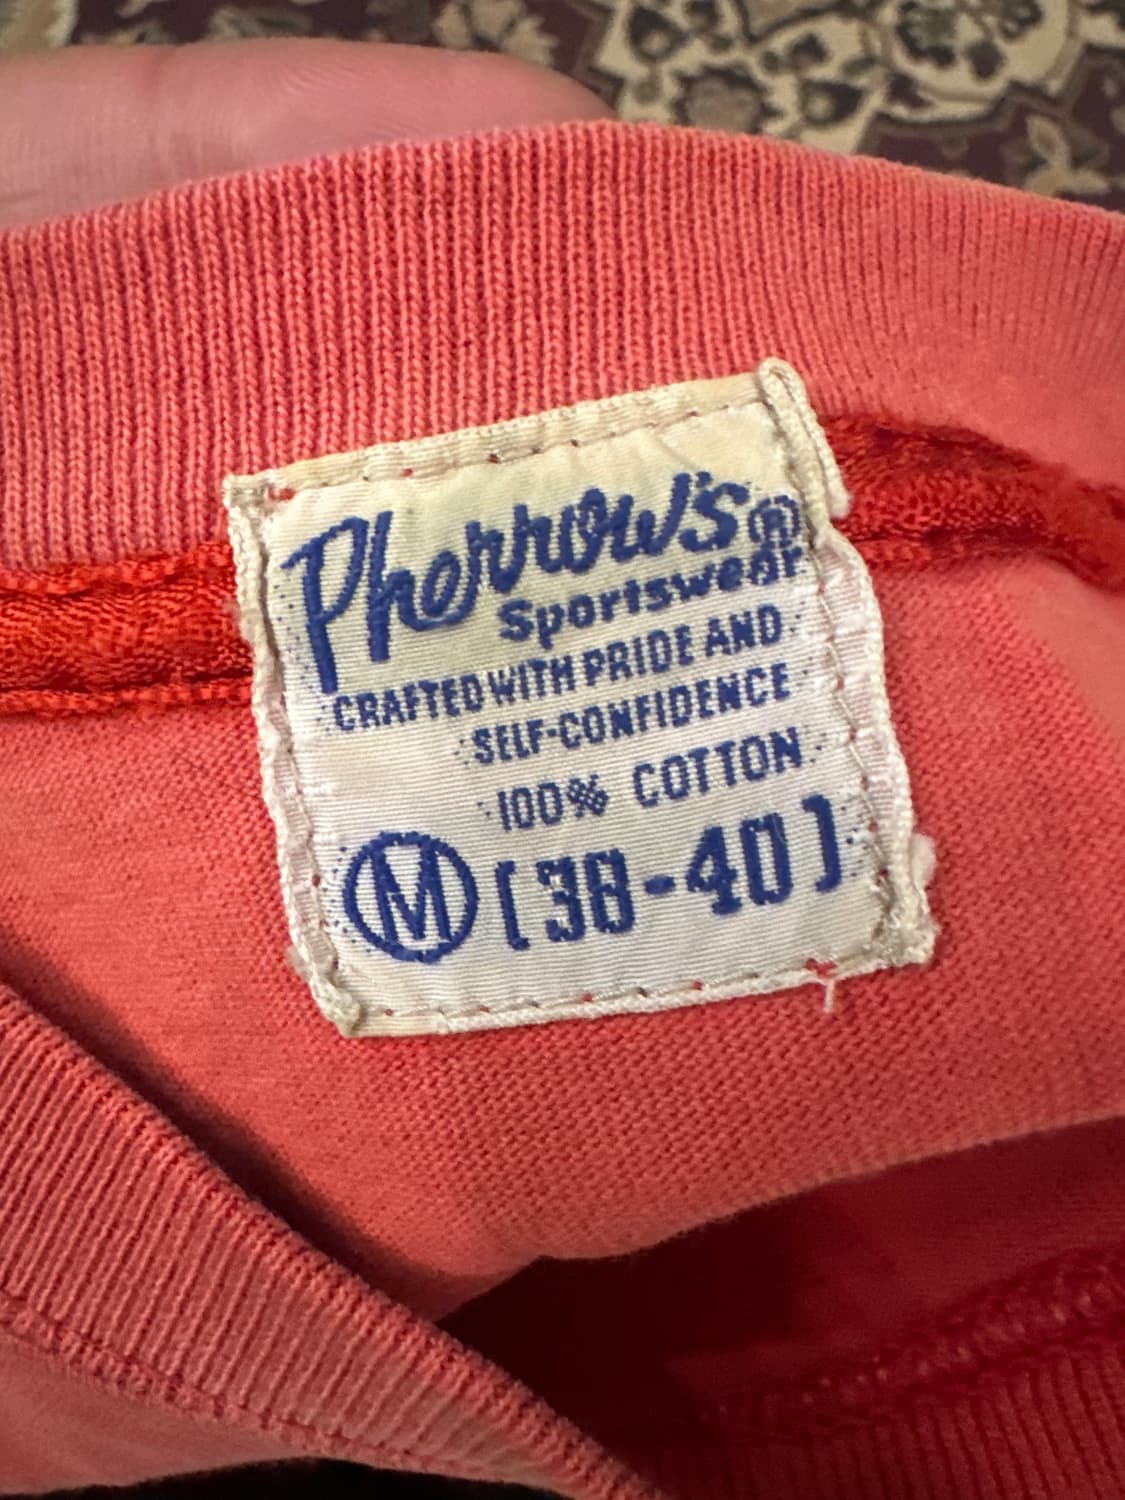 Pherrow's®
Sportswear
CRAFTED WITH PRIDE AND
SELF-CONFIDENCE
100% COTTON
M [38-40]